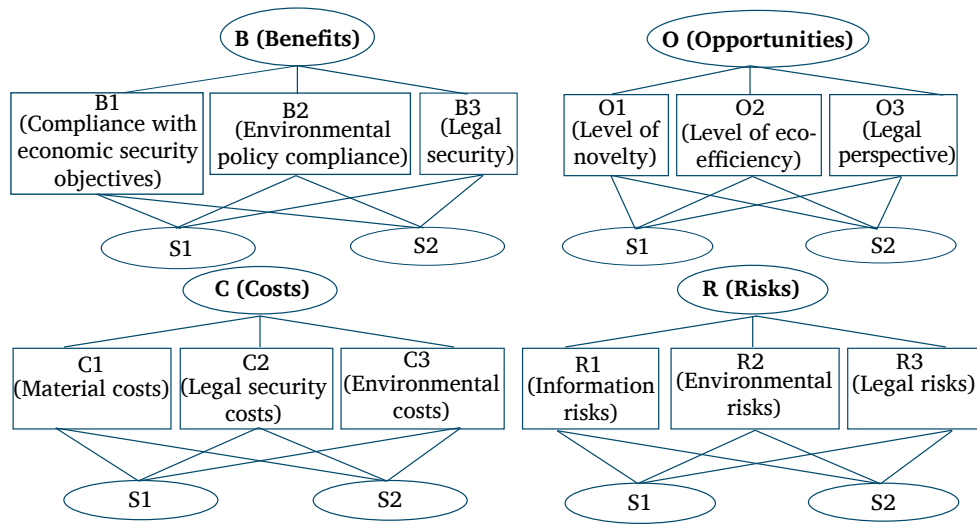 B (Benefits)
B1
(Compliance with
economic security
objectives)
B2
(Environmental
policy compliance)
B3
(Legal
security)
S1
S2
O (Opportunities)
O1
(Level of
novelty)
O2
(Level of eco-
efficiency)
O3
(Legal
perspective)
S1
S2
C (Costs)
C1
(Material costs)
C2
(Legal security
costs)
C3
(Environmental
costs)
S1
S2
R (Risks)
R1
(Information
risks)
R2
(Environmental
risks)
R3
(Legal risks)
S1
S2